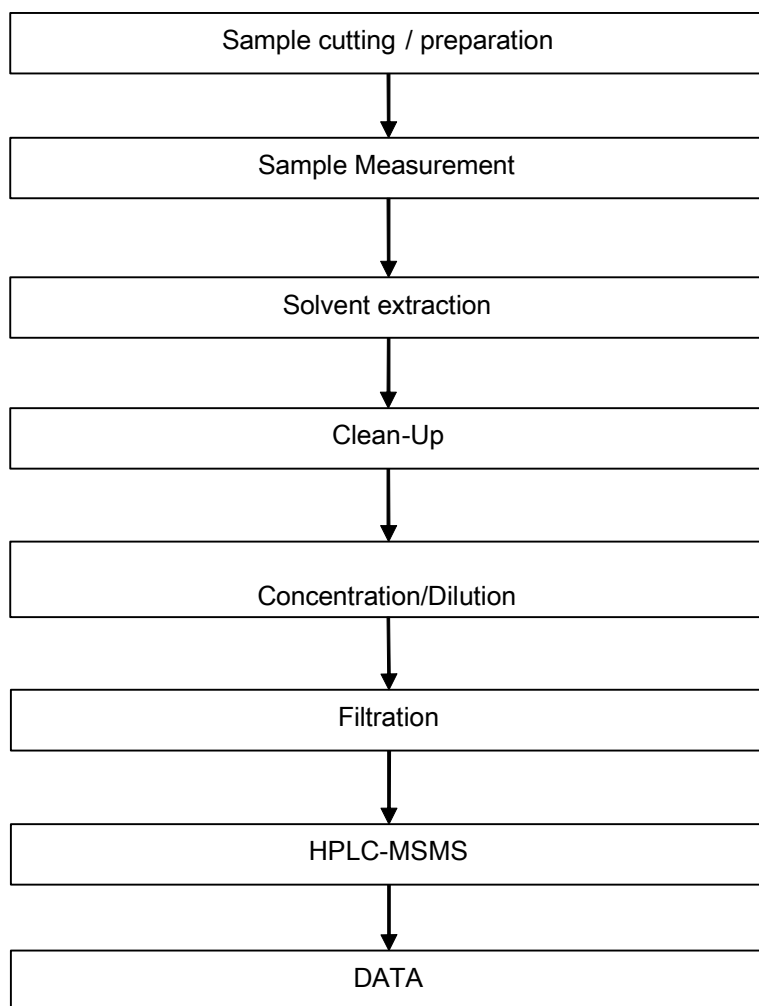 Sample cutting / preparation
Sample Measurement
Solvent extraction
Clean-Up
Concentration/Dilution
Filtration
HPLC-MSMS
DATA